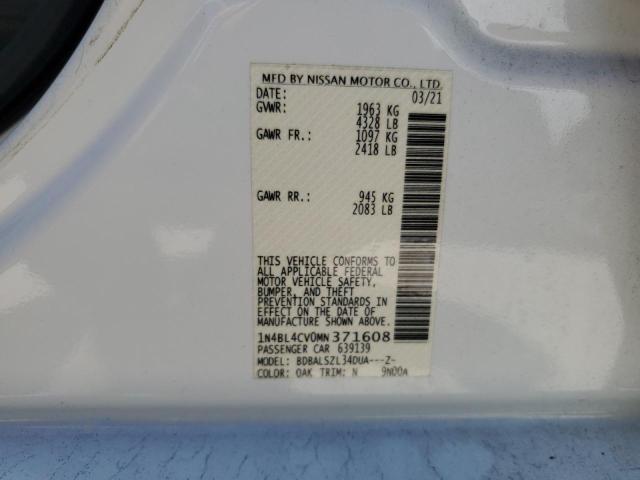 MFD BY NISSAN MOTOR CO., LTD.
DATE: 03/21
GVWR: 1963 KG
4328 LB
GAWR FR.: 1097 KG
2418 LB
GAWR RR.: 945 KG
2083 LB
THIS VEHICLE CONFORMS TO
ALL APPLICABLE FEDERAL
MOTOR VEHICLE SAFETY,
BUMPER, AND THEFT
PREVENTION STANDARDS IN
EFFECT ON THE DATE OF
MANUFACTURE SHOWN ABOVE.
1N4BL4CV0MN371608
PASSENGER CAR 639139
MODEL: BDBALSZL34DUA---Z-
COLOR: QAK TRIM: N 9N00A